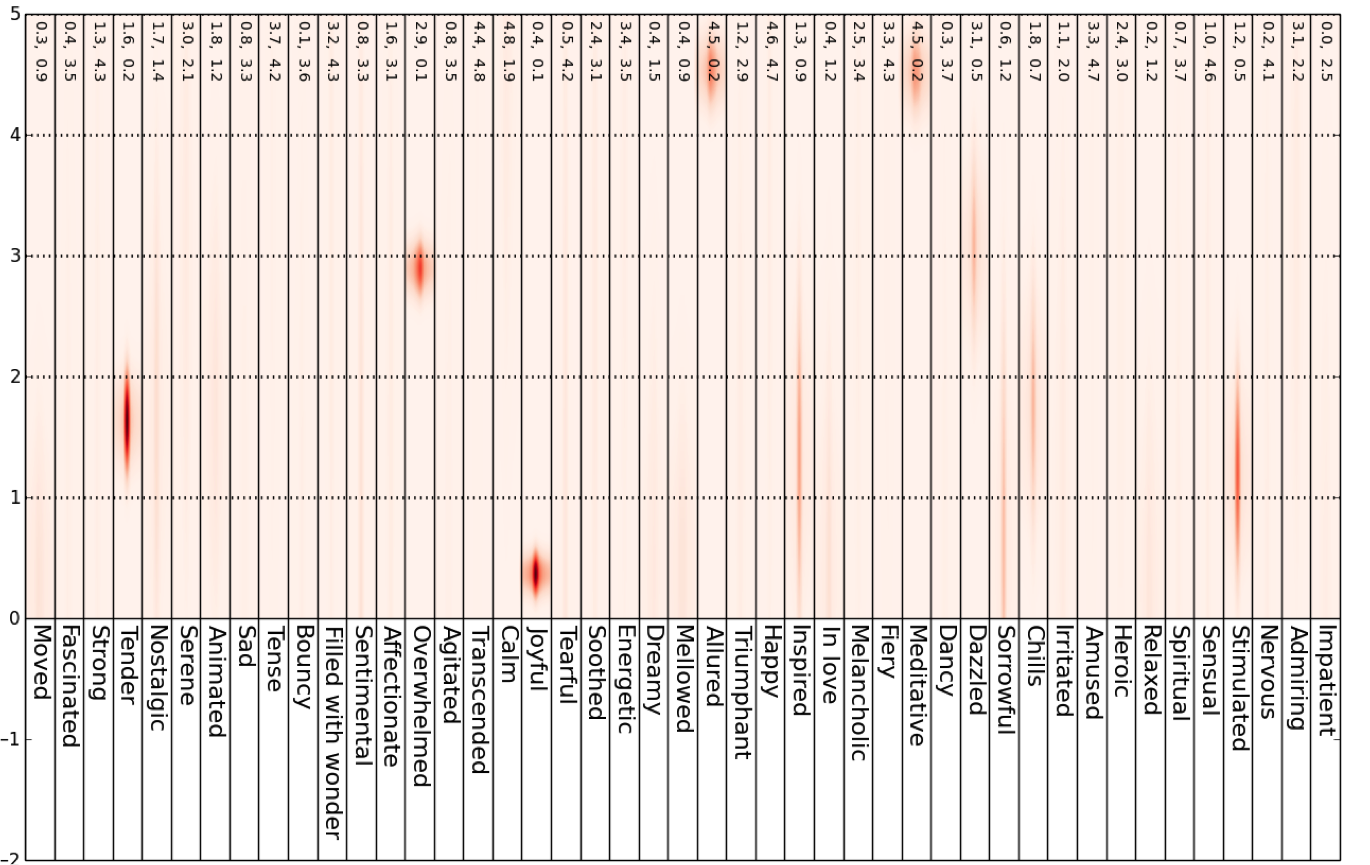 5
4
3
2
1
0
−1
−2
0.3, 0.9
0.4, 3.5
1.3, 4.3
1.6, 0.2
1.7, 1.4
3.0, 2.1
1.8, 1.2
0.8, 3.3
3.7, 4.2
0.1, 3.6
3.2, 4.3
0.8, 3.3
1.6, 3.1
2.9, 0.1
0.8, 3.5
4.4, 4.8
4.8, 1.9
0.4, 0.1
0.5, 4.2
2.4, 3.1
3.4, 3.5
0.4, 1.5
0.4, 0.9
4.5, 0.2
1.2, 2.9
4.6, 4.7
1.3, 0.9
0.4, 1.2
2.5, 3.4
3.3, 4.3
4.5, 0.2
0.3, 3.7
3.1, 0.5
0.6, 1.2
1.8, 0.7
1.1, 2.0
3.3, 4.7
2.4, 3.0
0.2, 1.2
0.7, 3.7
1.0, 4.6
1.2, 0.5
0.2, 4.1
3.1, 2.2
0.0, 2.5
Moved
Fascinated
Strong
Tender
Nostalgic
Serene
Animated
Sad
Tense
Bouncy
Filled with wonder
Sentimental
Affectionate
Overwhelmed
Agitated
Transcended
Calm
Joyful
Tearful
Soothed
Energetic
Dreamy
Mellowed
Allured
Triumphant
Happy
Inspired
In love
Melancholic
Fiery
Meditative
Dancy
Dazzled
Sorrowful
Chills
Irritated
Amused
Heroic
Relaxed
Spiritual
Sensual
Stimulated
Nervous
Admiring
Impatient